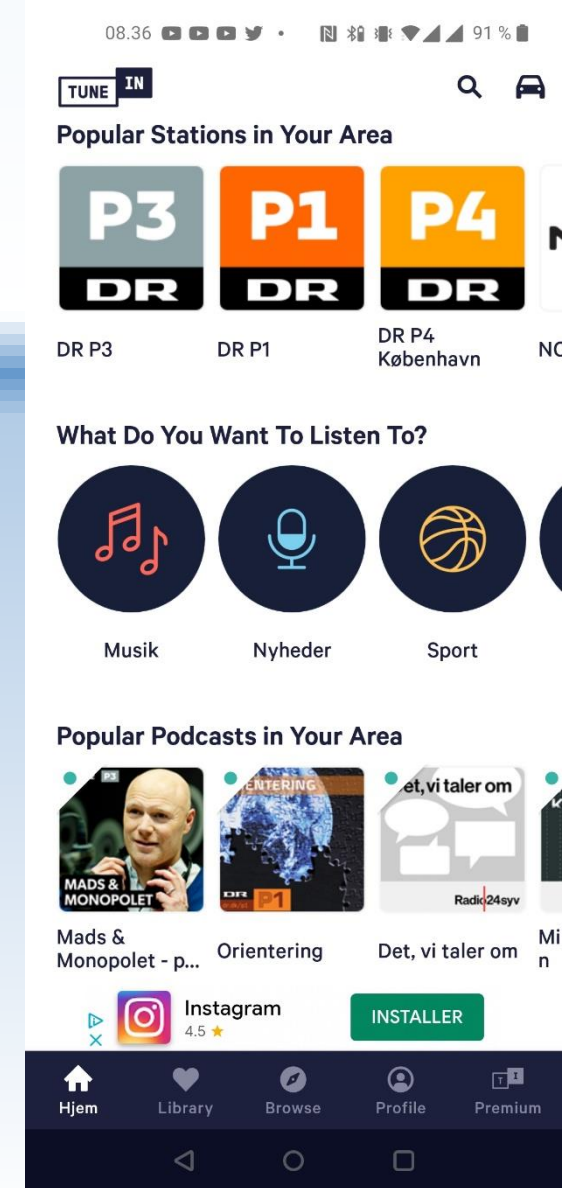 08.36 91 %
TUNE IN
Popular Stations in Your Area
P3 P1 P4
DR DR DR
DR P3 DR P1 DR P4 København NO
What Do You Want To Listen To?
Musik Nyheder Sport
Popular Podcasts in Your Area
P3
MADS &
MONOPOLET
ENTERING
DR P1
et, vi taler om
Radio24syv
Mads &
Monopolet - p...
Orientering
Det, vi taler om
Mi
n
Instagram
4.5
INSTALLER
Hjem Library Browse Profile Premium